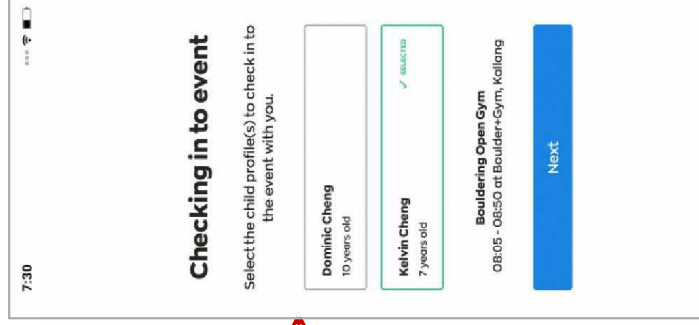 7:30
Checking in to event
Select the child profile(s) to check in to
the event with you.
Dominic Cheng
10 years old
Kelvin Cheng
7 years old
✓ SELECTED
Bouldering Open Gym
08:05 - 08:50 at Boulder+Gym, Kallang
Next